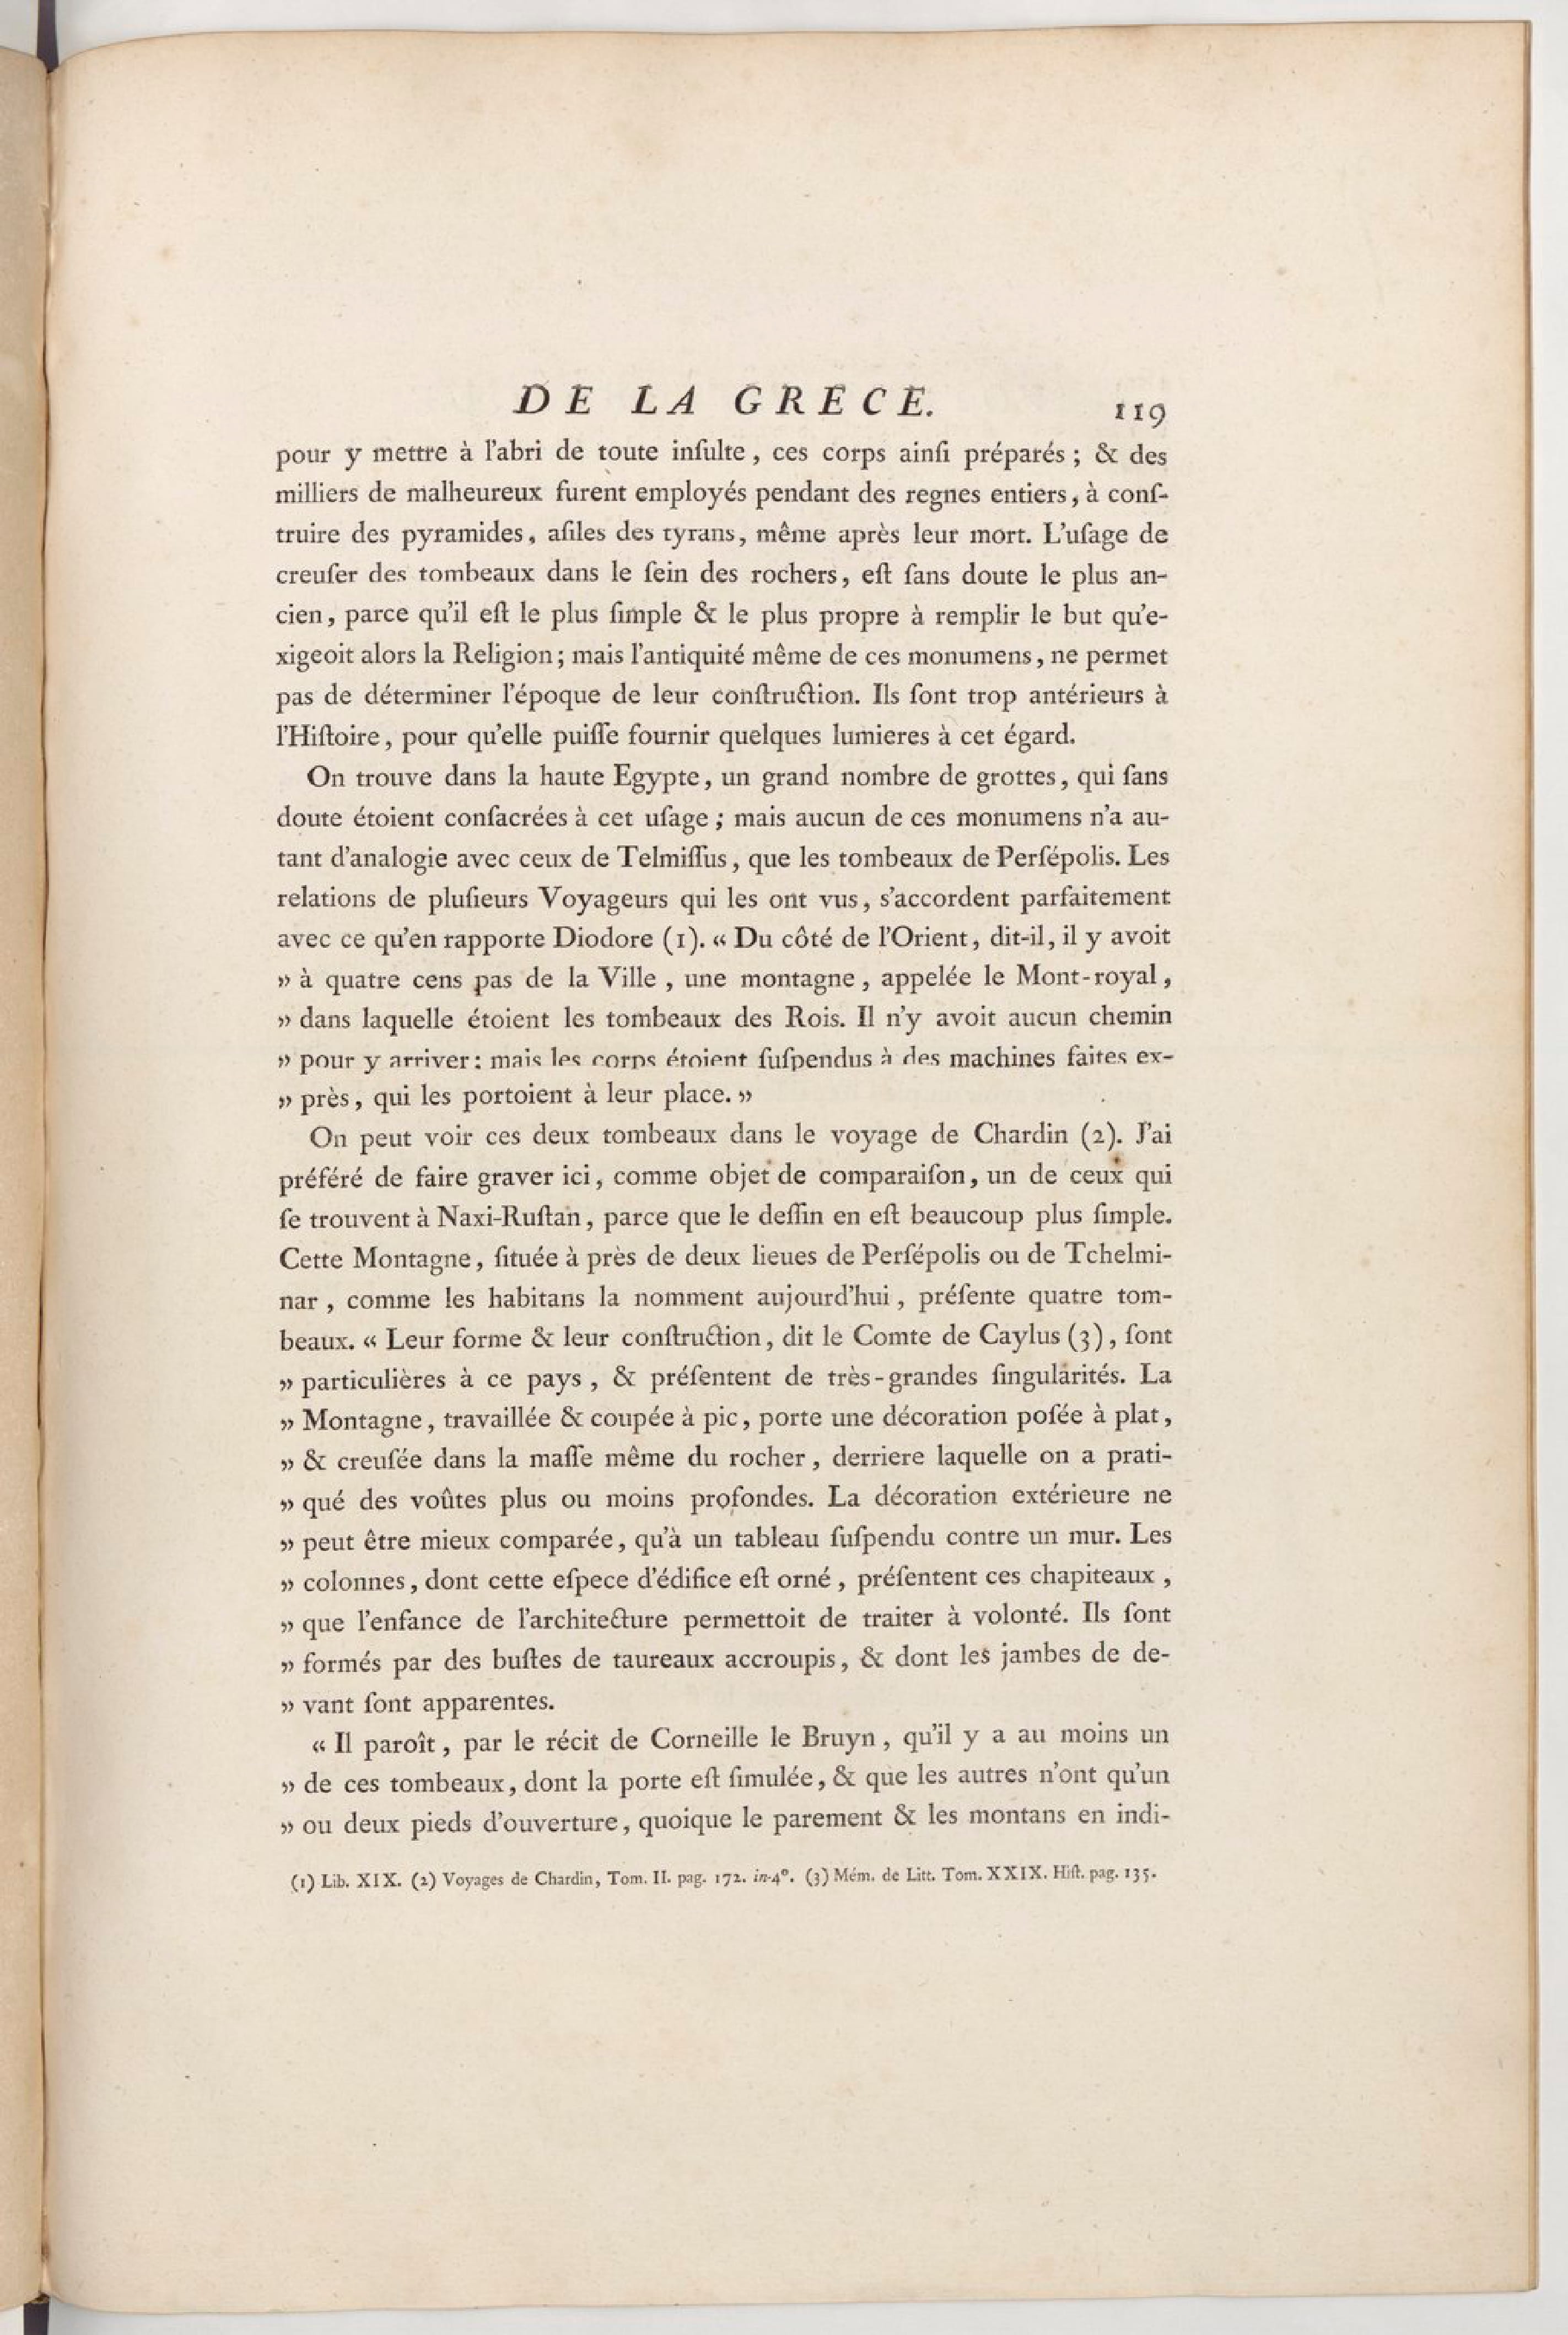 DE LA GRECE. 119
pour y mettre à l'abri de toute inſulte, ces corps ainſi préparés ; & des
milliers de malheureux furent employés pendant des regnes entiers, à conſ-
truire des pyramides, aſiles des tyrans, même après leur mort. L'uſage de
creuſer des tombeaux dans le ſein des rochers, eſt ſans doute le plus an-
cien, parce qu'il eſt le plus ſimple & le plus propre à remplir le but qu'e-
xigeoit alors la Religion ; mais l'antiquité même de ces monumens, ne permet
pas de déterminer l'époque de leur conſtruction. Ils ſont trop antérieurs à
l'Hiſtoire, pour qu'elle puiſſe fournir quelques lumieres à cet égard.
On trouve dans la haute Egypte, un grand nombre de grottes, qui ſans
doute étoient conſacrées à cet uſage ; mais aucun de ces monumens n'a au-
tant d'analogie avec ceux de Telmiſſus, que les tombeaux de Perſépolis. Les
relations de pluſieurs Voyageurs qui les ont vus, s'accordent parfaitement
avec ce qu'en rapporte Diodore (1). « Du côté de l'Orient, dit-il, il y avoit
» à quatre cens pas de la Ville, une montagne, appelée le Mont-royal,
» dans laquelle étoient les tombeaux des Rois. Il n'y avoit aucun chemin
» pour y arriver : mais les corps étoient ſuſpendus à des machines faites ex-
» près, qui les portoient à leur place. »
On peut voir ces deux tombeaux dans le voyage de Chardin (2). J'ai
préféré de faire graver ici, comme objet de comparaiſon, un de ceux qui
ſe trouvent à Naxi-Ruſtan, parce que le deſſin en eſt beaucoup plus ſimple.
Cette Montagne, ſituée à près de deux lieues de Perſépolis ou de Tchelmi-
nar, comme les habitans la nomment aujourd'hui, préſente quatre tom-
beaux. « Leur forme & leur conſtruction, dit le Comte de Caylus (3), ſont
» particulières à ce pays, & préſentent de très-grandes ſingularités. La
» Montagne, travaillée & coupée à pic, porte une décoration poſée à plat,
» & creuſée dans la maſſe même du rocher, derriere laquelle on a prati-
» qué des voûtes plus ou moins profondes. La décoration extérieure ne
» peut être mieux comparée, qu'à un tableau ſuſpendu contre un mur. Les
» colonnes, dont cette eſpece d'édifice eſt orné, préſentent ces chapiteaux,
» que l'enfance de l'architecture permettoit de traiter à volonté. Ils ſont
» formés par des buſtes de taureaux accroupis, & dont les jambes de de-
» vant ſont apparentes.
« Il paroît, par le récit de Corneille le Bruyn, qu'il y a au moins un
» de ces tombeaux, dont la porte eſt ſimulée, & que les autres n'ont qu'un
» ou deux pieds d'ouverture, quoique le parement & les montans en indi-
(1) Lib. XIX. (2) Voyages de Chardin, Tom. II. pag. 172. in-4°. (3) Mém. de Litt. Tom. XXIX. Hiſt. pag. 135.